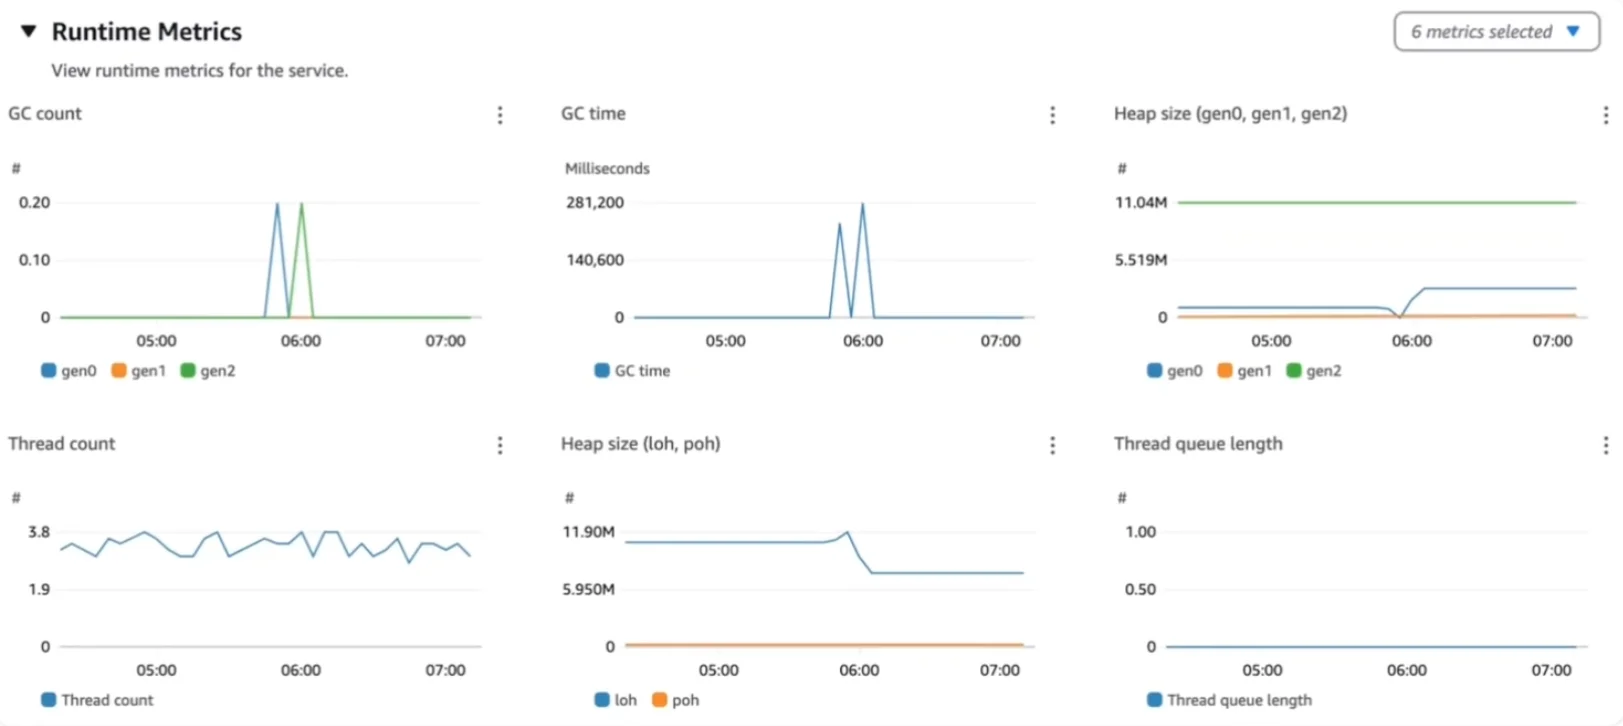 Runtime Metrics
6 metrics selected
View runtime metrics for the service.
GC count
#
0.20
0.10
0
05:00 06:00 07:00
gen0 gen1 gen2
GC time
Milliseconds
281,200
140,600
0
05:00 06:00 07:00
GC time
Heap size (gen0, gen1, gen2)
#
11.04M
5.519M
0
05:00 06:00 07:00
gen0 gen1 gen2
Thread count
#
3.8
1.9
0
05:00 06:00 07:00
Thread count
Heap size (loh, poh)
#
11.90M
5.950M
0
05:00 06:00 07:00
loh poh
Thread queue length
#
1.00
0.50
0
05:00 06:00 07:00
Thread queue length